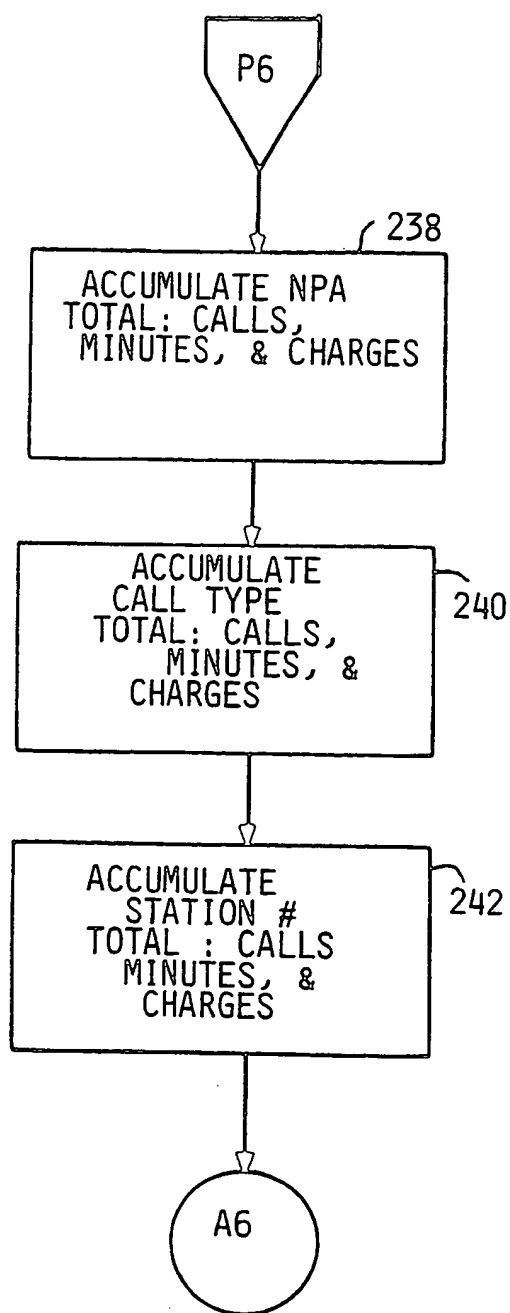 P6
238
ACCUMULATE NPA
TOTAL: CALLS,
MINUTES, & CHARGES
ACCUMULATE
CALL TYPE
TOTAL: CALLS,
MINUTES, &
CHARGES
240
ACCUMULATE
STATION #
TOTAL : CALLS
MINUTES, &
CHARGES
242
A6